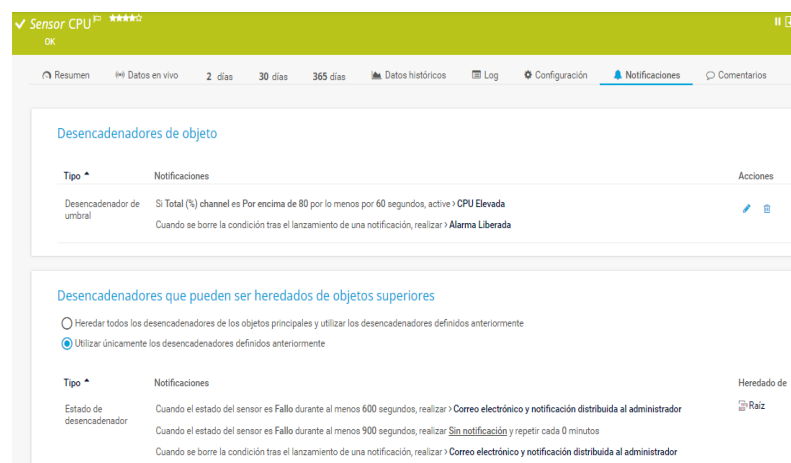 Sensor CPU
OK
Resumen Datos en vivo 2 días 30 días 365 días Datos históricos Log Configuración Notificaciones Comentarios
Desencadenadores de objeto
Tipo Notificaciones Acciones
Desencadenador de umbral Si Total (%) channel es Por encima de 80 por lo menos por 60 segundos, active > CPU Elevada
Cuando se borre la condición tras el lanzamiento de una notificación, realizar > Alarma Liberada
Desencadenadores que pueden ser heredados de objetos superiores
Heredar todos los desencadenadores de los objetos principales y utilizar los desencadenadores definidos anteriormente
Utilizar únicamente los desencadenadores definidos anteriormente
Tipo Notificaciones Heredado de
Estado de desencadenador Cuando el estado del sensor es Fallo durante al menos 600 segundos, realizar > Correo electrónico y notificación distribuida al administrador Raíz
Cuando el estado del sensor es Fallo durante al menos 900 segundos, realizar Sin notificación y repetir cada 0 minutos
Cuando se borre la condición tras el lanzamiento de una notificación, realizar > Correo electrónico y notificación distribuida al administrador